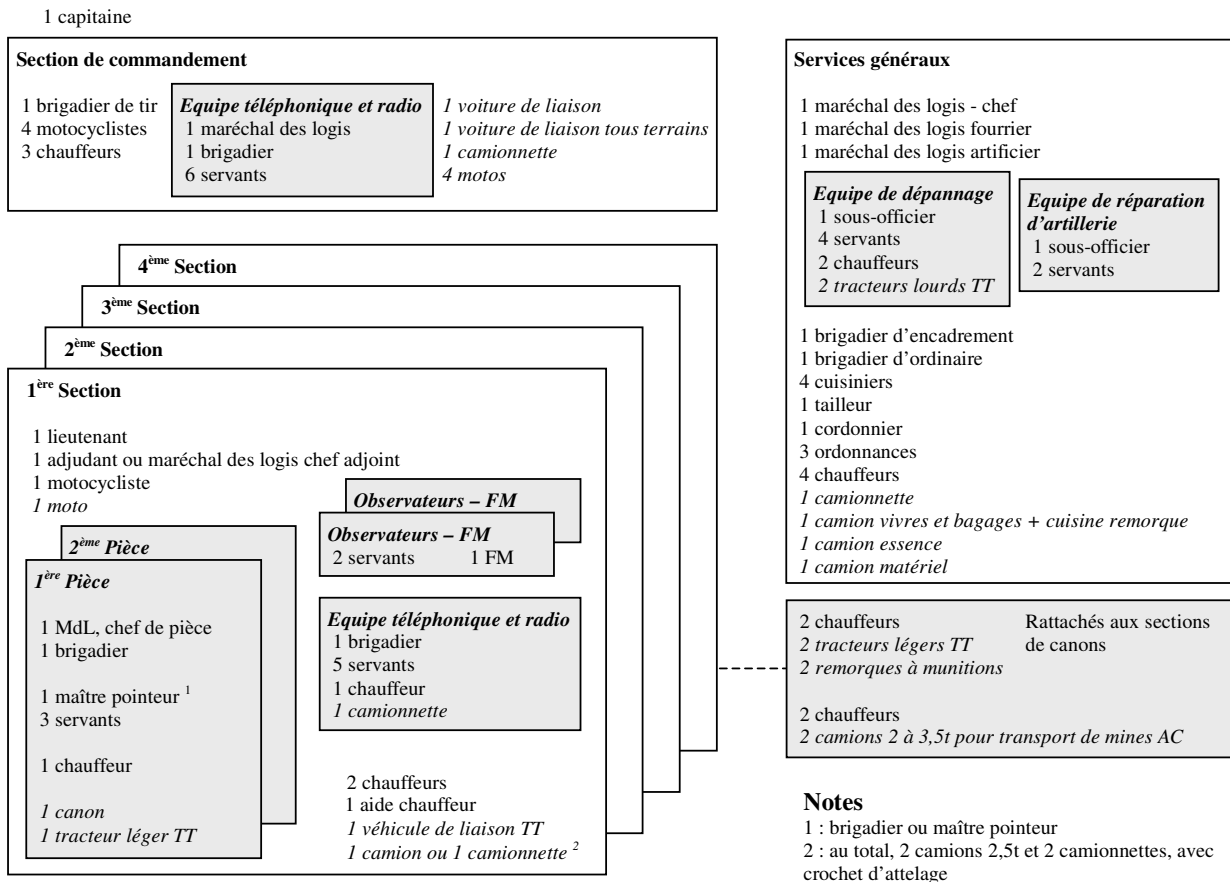 1 capitaine
Section de commandement
1 brigadier de tir
4 motocyclistes
3 chauffeurs
Equipe téléphonique et radio
1 maréchal des logis
1 brigadier
6 servants
1 voiture de liaison
1 voiture de liaison tous terrains
1 camionnette
4 motos
4ème Section
3ème Section
2ème Section
1ère Section
1 lieutenant
1 adjudant ou maréchal des logis chef adjoint
1 motocycliste
1 moto
2ème Pièce
1ère Pièce
1 MdL, chef de pièce
1 brigadier
1 maître pointeur 1
3 servants
1 chauffeur
1 canon
1 tracteur léger TT
Observateurs – FM
Observateurs – FM
2 servants 1 FM
Equipe téléphonique et radio
1 brigadier
5 servants
1 chauffeur
1 camionnette
2 chauffeurs
1 aide chauffeur
1 véhicule de liaison TT
1 camion ou 1 camionnette 2
Services généraux
1 maréchal des logis - chef
1 maréchal des logis fourrier
1 maréchal des logis artificier
Equipe de dépannage
1 sous-officier
4 servants
2 chauffeurs
2 tracteurs lourds TT
Equipe de réparation
d'artillerie
1 sous-officier
2 servants
1 brigadier d'encadrement
1 brigadier d'ordinaire
4 cuisiniers
1 tailleur
1 cordonnier
3 ordonnances
4 chauffeurs
1 camionnette
1 camion vivres et bagages + cuisine remorque
1 camion essence
1 camion matériel
2 chauffeurs
2 tracteurs légers TT
2 remorques à munitions
Rattachés aux sections
de canons
2 chauffeurs
2 camions 2 à 3,5t pour transport de mines AC
Notes
1 : brigadier ou maître pointeur
2 : au total, 2 camions 2,5t et 2 camionnettes, avec
crochet d'attelage